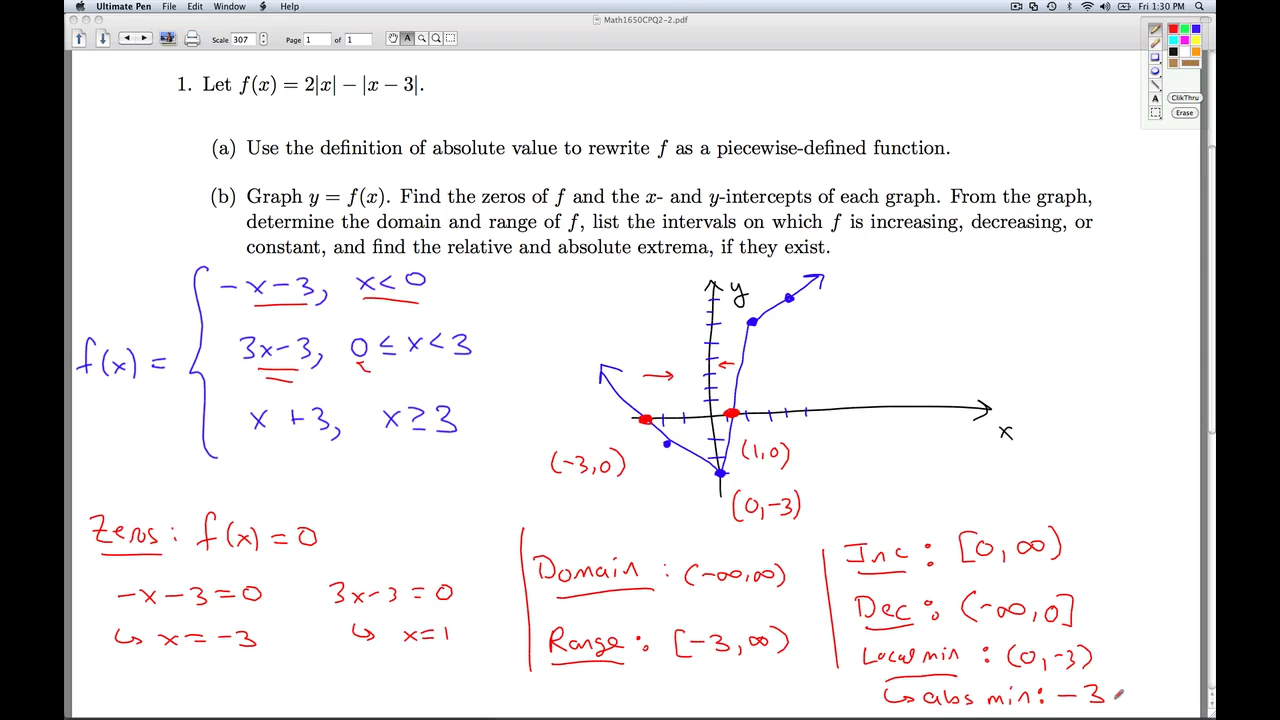 Ultimate Pen File Edit Window Help Fri 1:30 PM
Math1650CPQ2-2.pdf
Scale 307 Page 1 of 1
ClikThru
Erase
1. Let f(x) = 2|x| − |x − 3|.
(a) Use the definition of absolute value to rewrite f as a piecewise-defined function.
(b) Graph y = f(x). Find the zeros of f and the x- and y-intercepts of each graph. From the graph,
determine the domain and range of f, list the intervals on which f is increasing, decreasing, or
constant, and find the relative and absolute extrema, if they exist.
f(x) =
-x-3, x<0
3x-3, 0 ≤ x < 3
x +3, x ≥ 3
y
x
(-3,0)
(1,0)
(0,-3)
Zeros: f(x) = 0
-x-3=0 3x-3=0
↳ x=-3 ↳ x=1
Domain: (-∞,∞)
Range: [-3,∞)
Inc: [0,∞)
Dec: (-∞,0]
Local min: (0,-3)
↳ abs min: -3